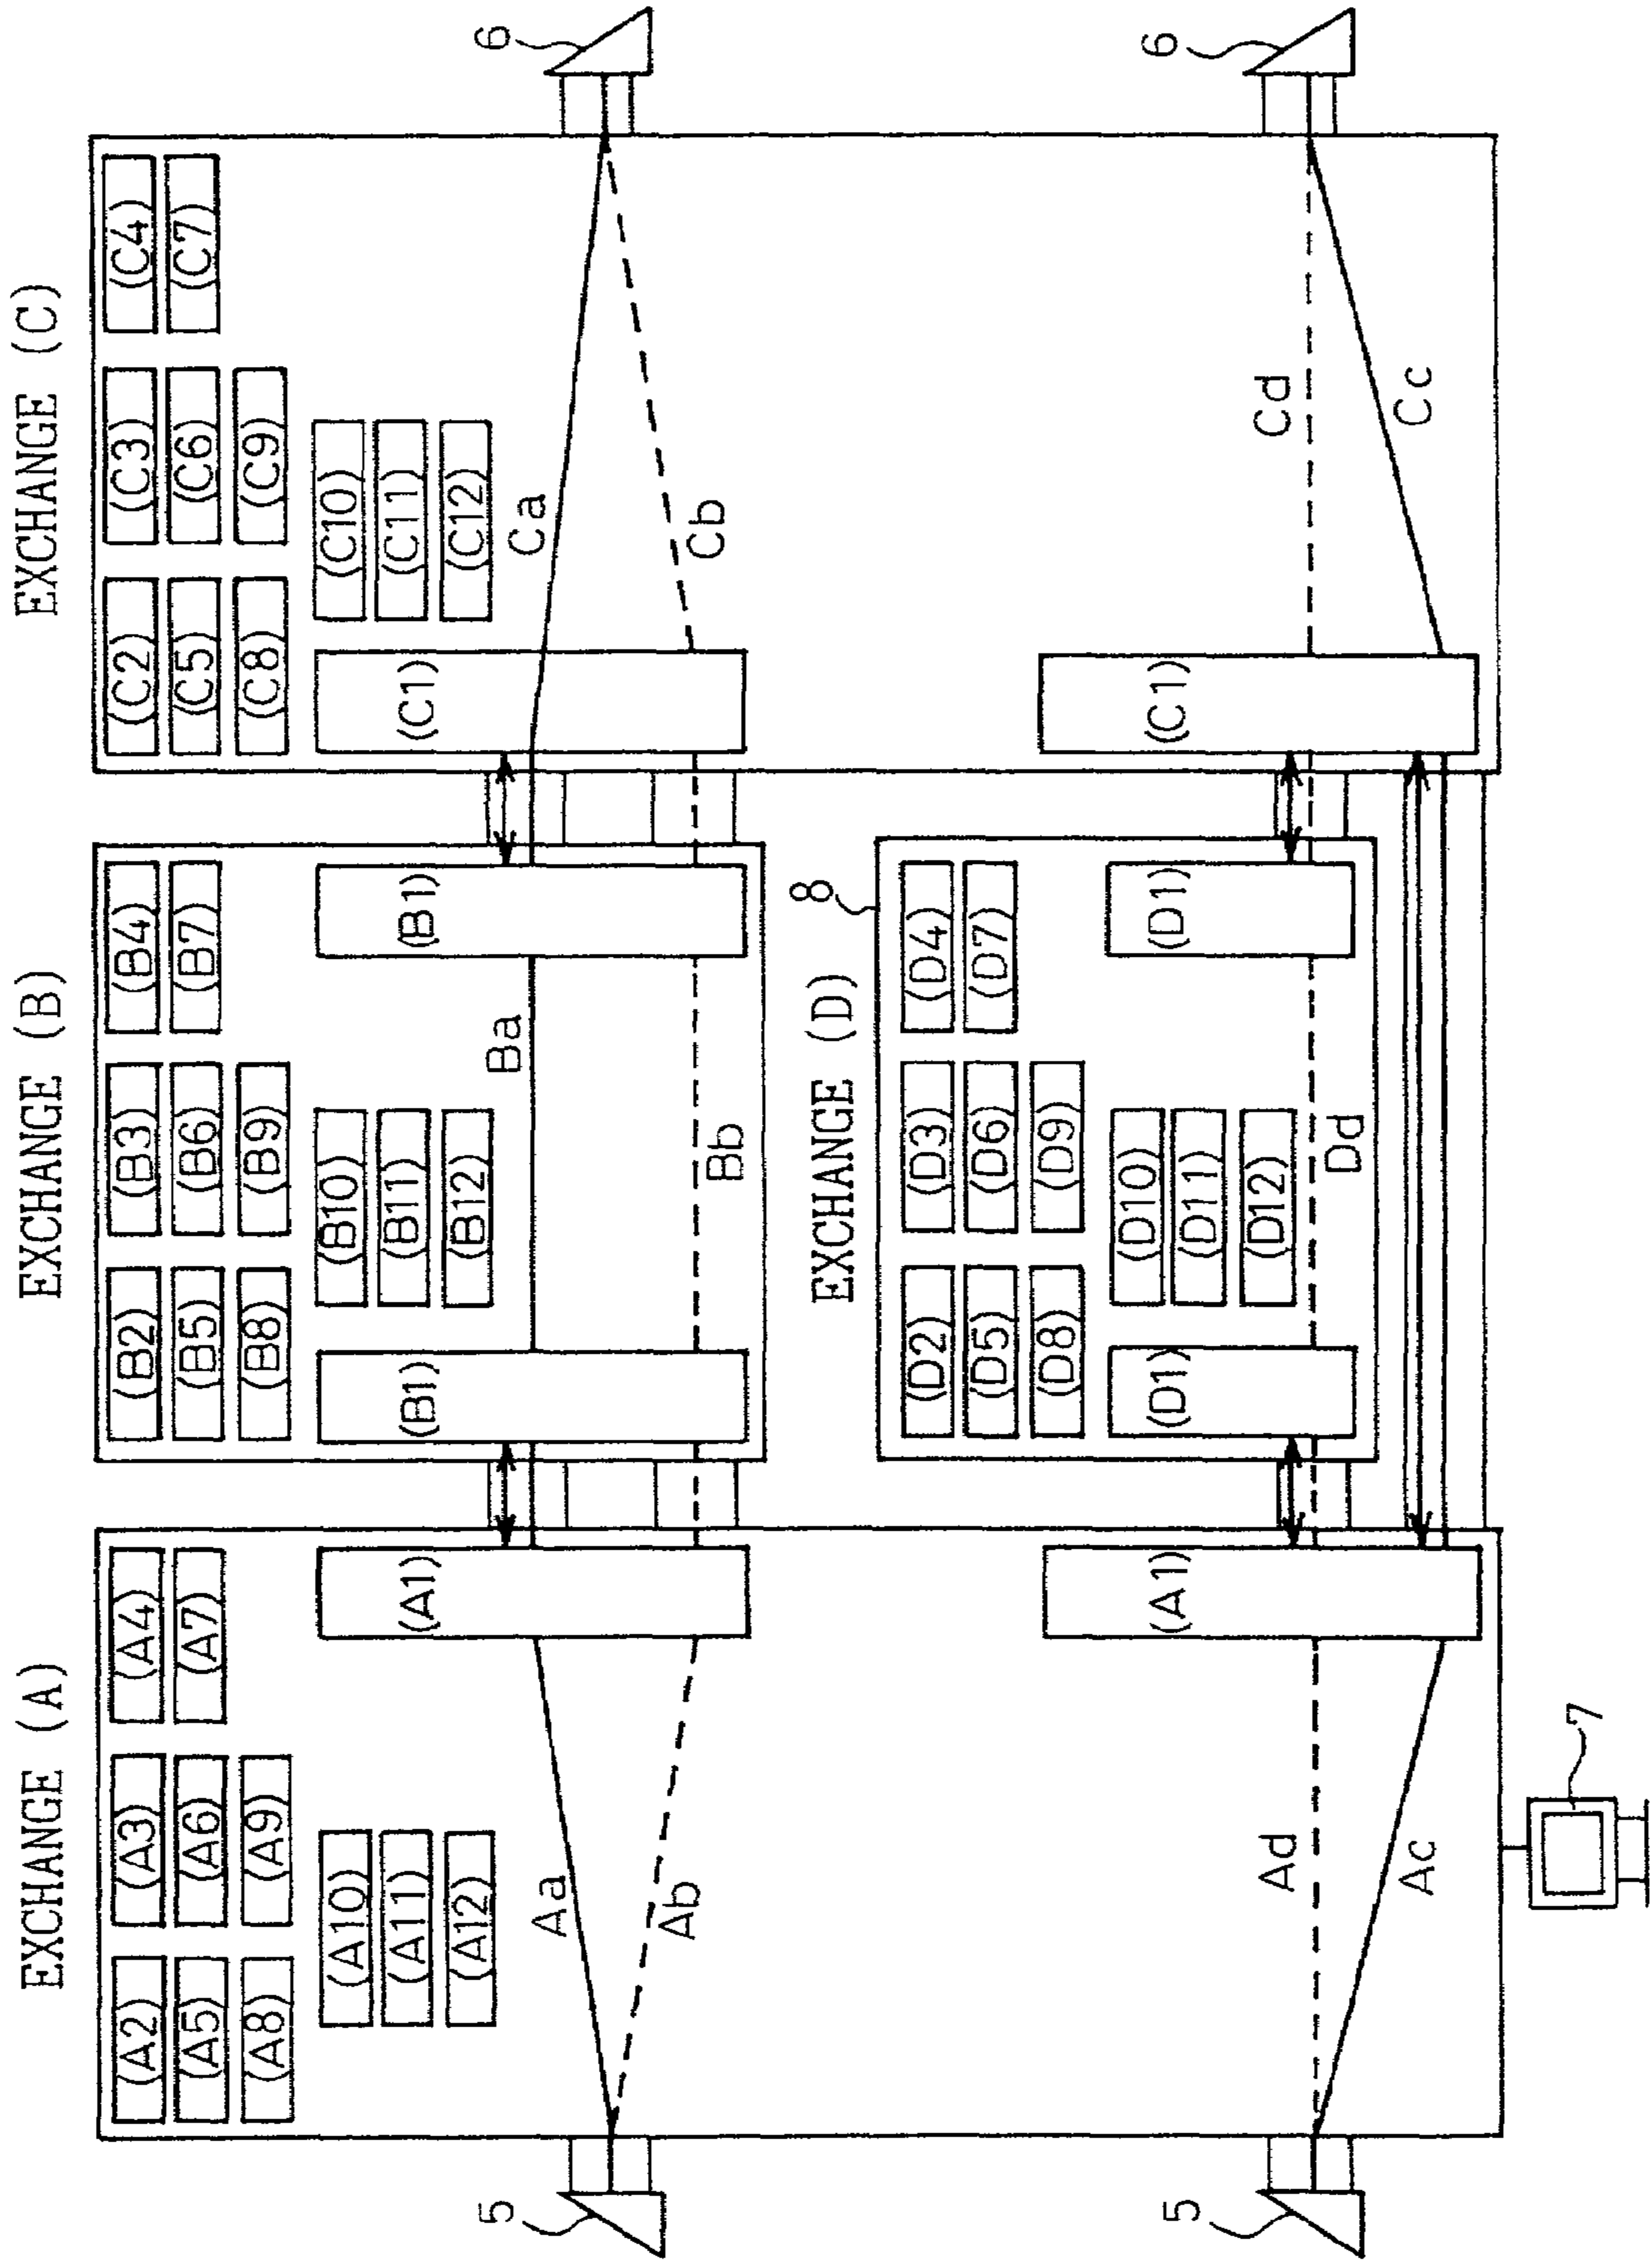 EXCHANGE (A)
(A2) (A3) (A4)
(A5) (A6) (A7)
(A8) (A9)
(A10)
(A11)
(A12)
(A1)
Aa
Ab
5
(A1)
Ad
Ac
5
7
EXCHANGE (B)
(B2) (B3) (B4)
(B5) (B6) (B7)
(B8) (B9)
(B10)
(B11)
(B12)
(B1) (B1)
Ba
Bb
EXCHANGE (D)
8
(D2) (D3) (D4)
(D5) (D6) (D7)
(D8) (D9)
(D10)
(D11)
(D12)
(D1) (D1)
Dd
EXCHANGE (C)
(C2) (C3) (C4)
(C5) (C6) (C7)
(C8) (C9)
(C10)
(C11)
(C12)
(C1)
Ca
Cb
6
(C1)
Cd
Cc
6